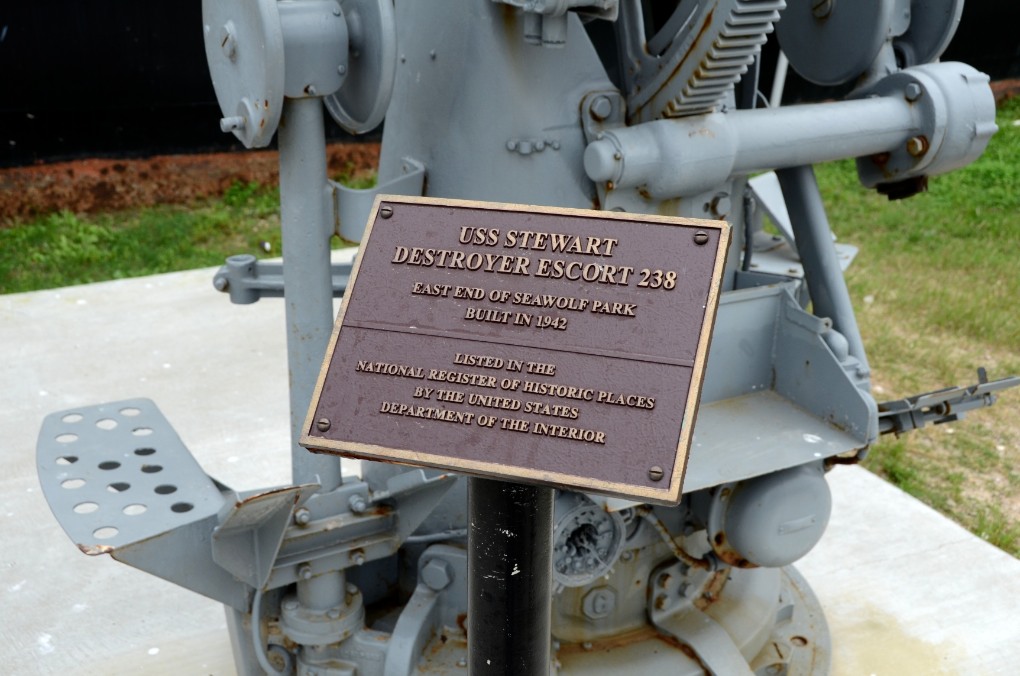 USS STEWART
DESTROYER ESCORT 238
EAST END OF SEAWOLF PARK
BUILT IN 1942
LISTED IN THE
NATIONAL REGISTER OF HISTORIC PLACES
BY THE UNITED STATES
DEPARTMENT OF THE INTERIOR